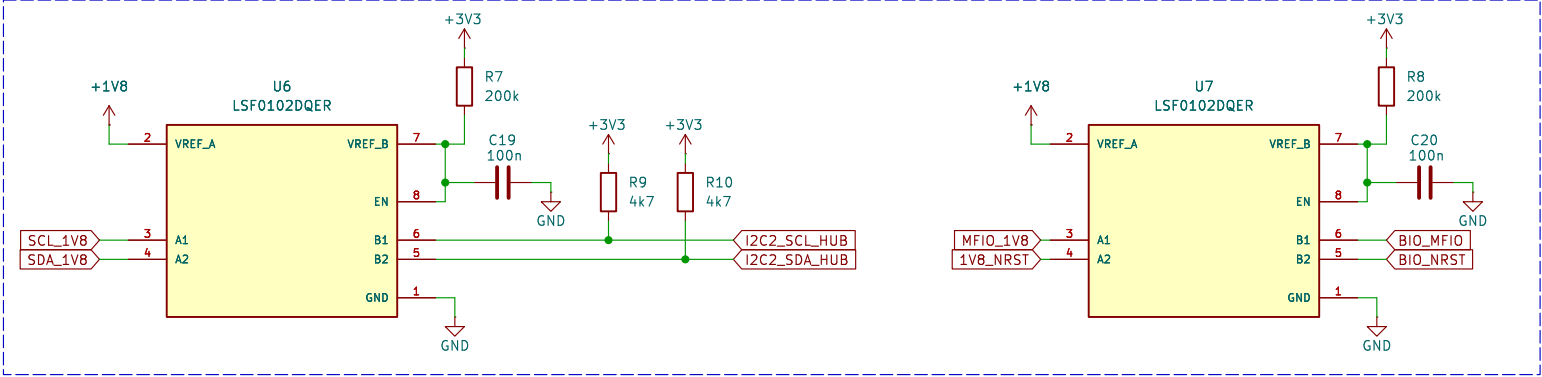 +3V3
R7
200k
+1V8
U6
LSF0102DQER
2
VREF_A
VREF_B
7
C19
100n
EN
8
GND
+3V3
+3V3
R9
4k7
R10
4k7
SCL_1V8
3
A1
B1
6
I2C2_SCL_HUB
SDA_1V8
4
A2
B2
5
I2C2_SDA_HUB
GND
1
GND
+3V3
R8
200k
+1V8
U7
LSF0102DQER
2
VREF_A
VREF_B
7
C20
100n
EN
8
GND
MFIO_1V8
3
A1
B1
6
BIO_MFIO
1V8_NRST
4
A2
B2
5
BIO_NRST
GND
1
GND